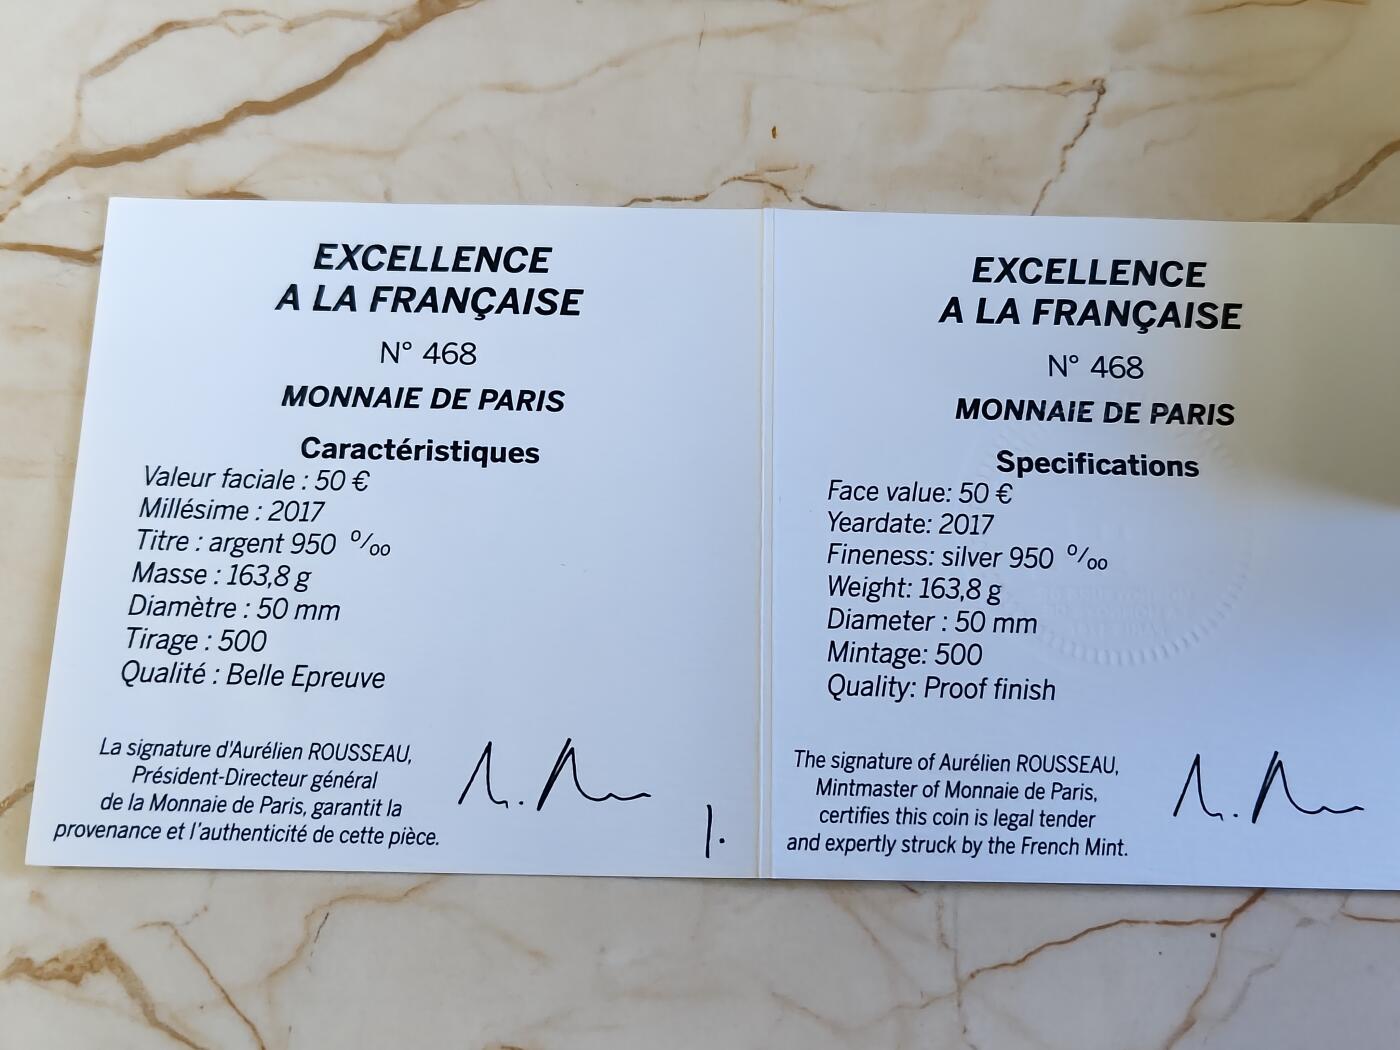 EXCELLENCE
A LA FRANÇAISE
N° 468
MONNAIE DE PARIS
Caractéristiques
Valeur faciale : 50 €
Millésime : 2017
Titre : argent 950 ‰
Masse : 163,8 g
Diamètre : 50 mm
Tirage : 500
Qualité : Belle Epreuve
La signature d'Aurélien ROUSSEAU,
Président-Directeur général
de la Monnaie de Paris, garantit la
provenance et l'authenticité de cette pièce.
EXCELLENCE
A LA FRANÇAISE
N° 468
MONNAIE DE PARIS
Specifications
Face value: 50 €
Yeardate: 2017
Fineness: silver 950 ‰
Weight: 163,8 g
Diameter : 50 mm
Mintage: 500
Quality: Proof finish
The signature of Aurélien ROUSSEAU,
Mintmaster of Monnaie de Paris,
certifies this coin is legal tender
and expertly struck by the French Mint.